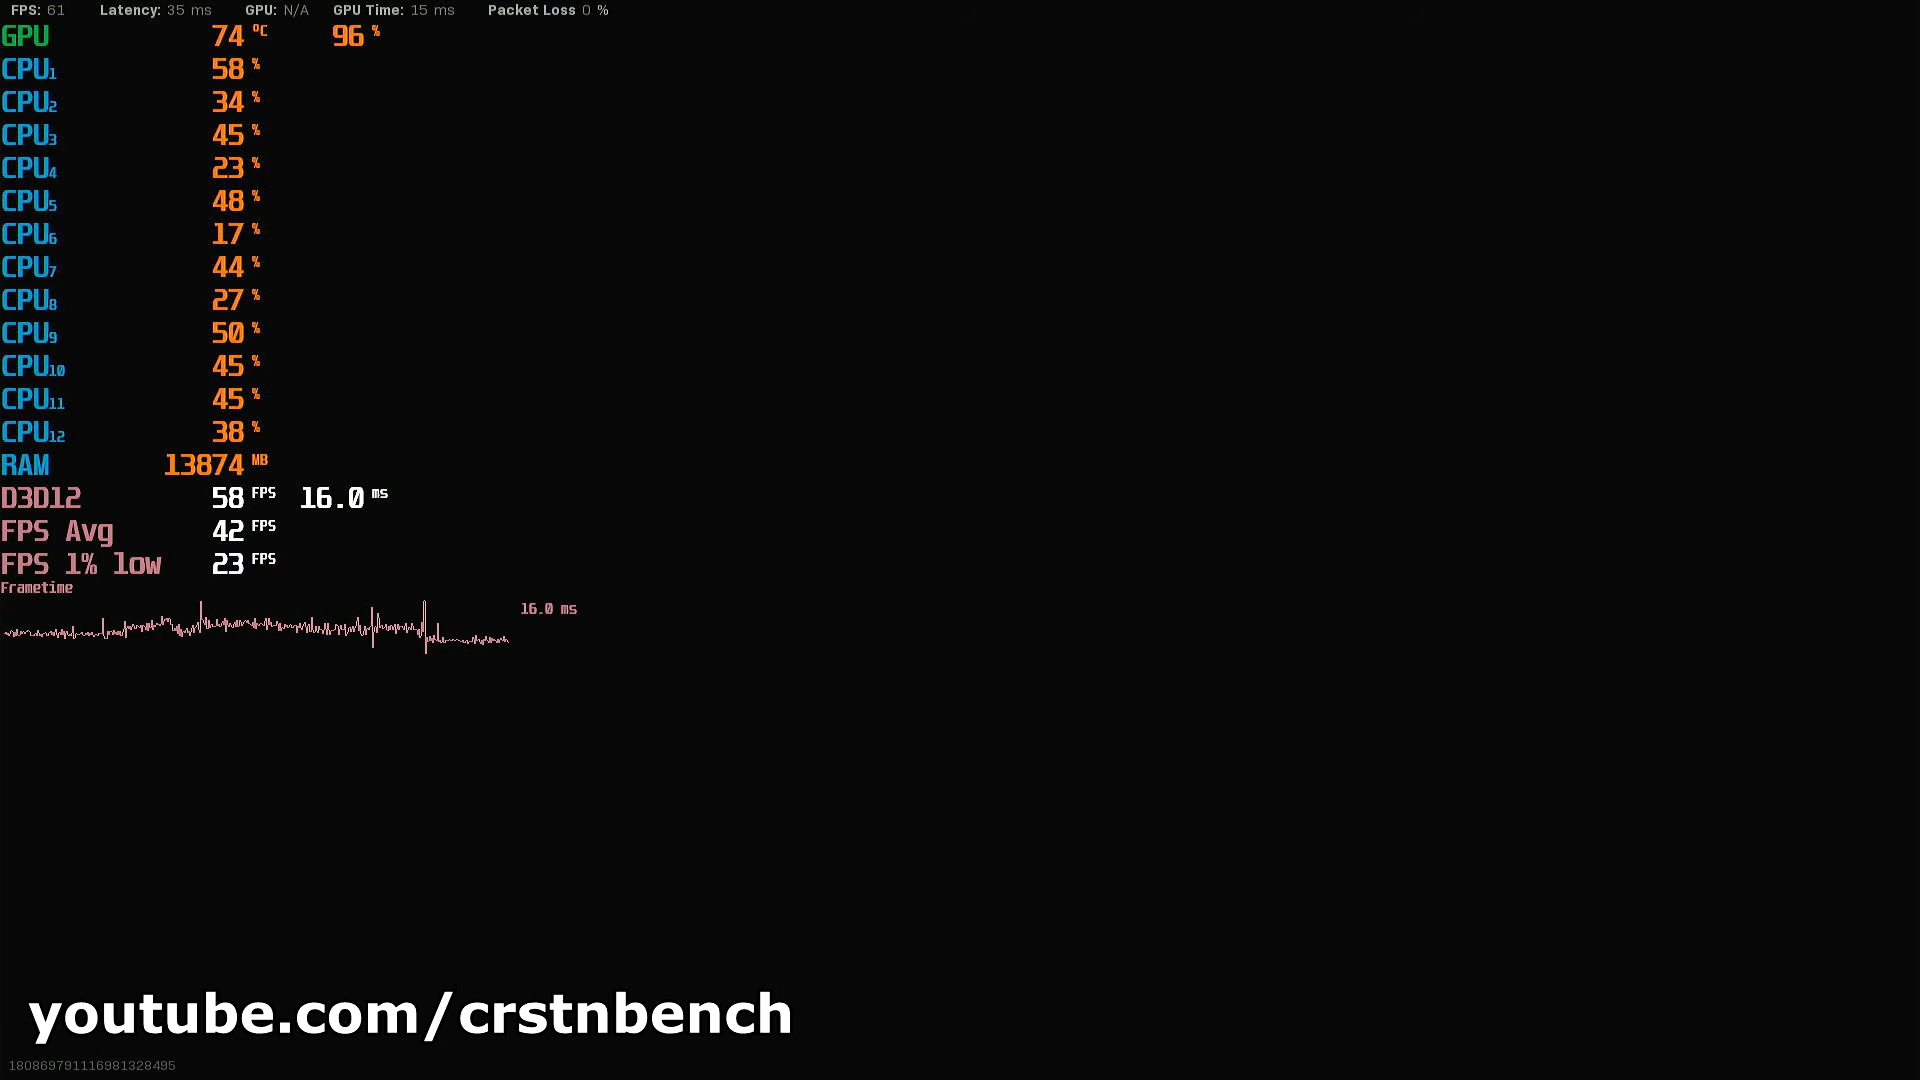 FPS: 61 Latency: 35 ms GPU: N/A GPU Time: 15 ms Packet Loss 0 %
GPU 74 °C 96 %
CPU1 58 %
CPU2 34 %
CPU3 45 %
CPU4 23 %
CPU5 48 %
CPU6 17 %
CPU7 44 %
CPU8 27 %
CPU9 50 %
CPU10 45 %
CPU11 45 %
CPU12 38 %
RAM 13874 MB
D3D12 58 FPS 16.0 ms
FPS Avg 42 FPS
FPS 1% low 23 FPS
Frametime
16.0 ms
youtube.com/crstnbench
180869791116981328495